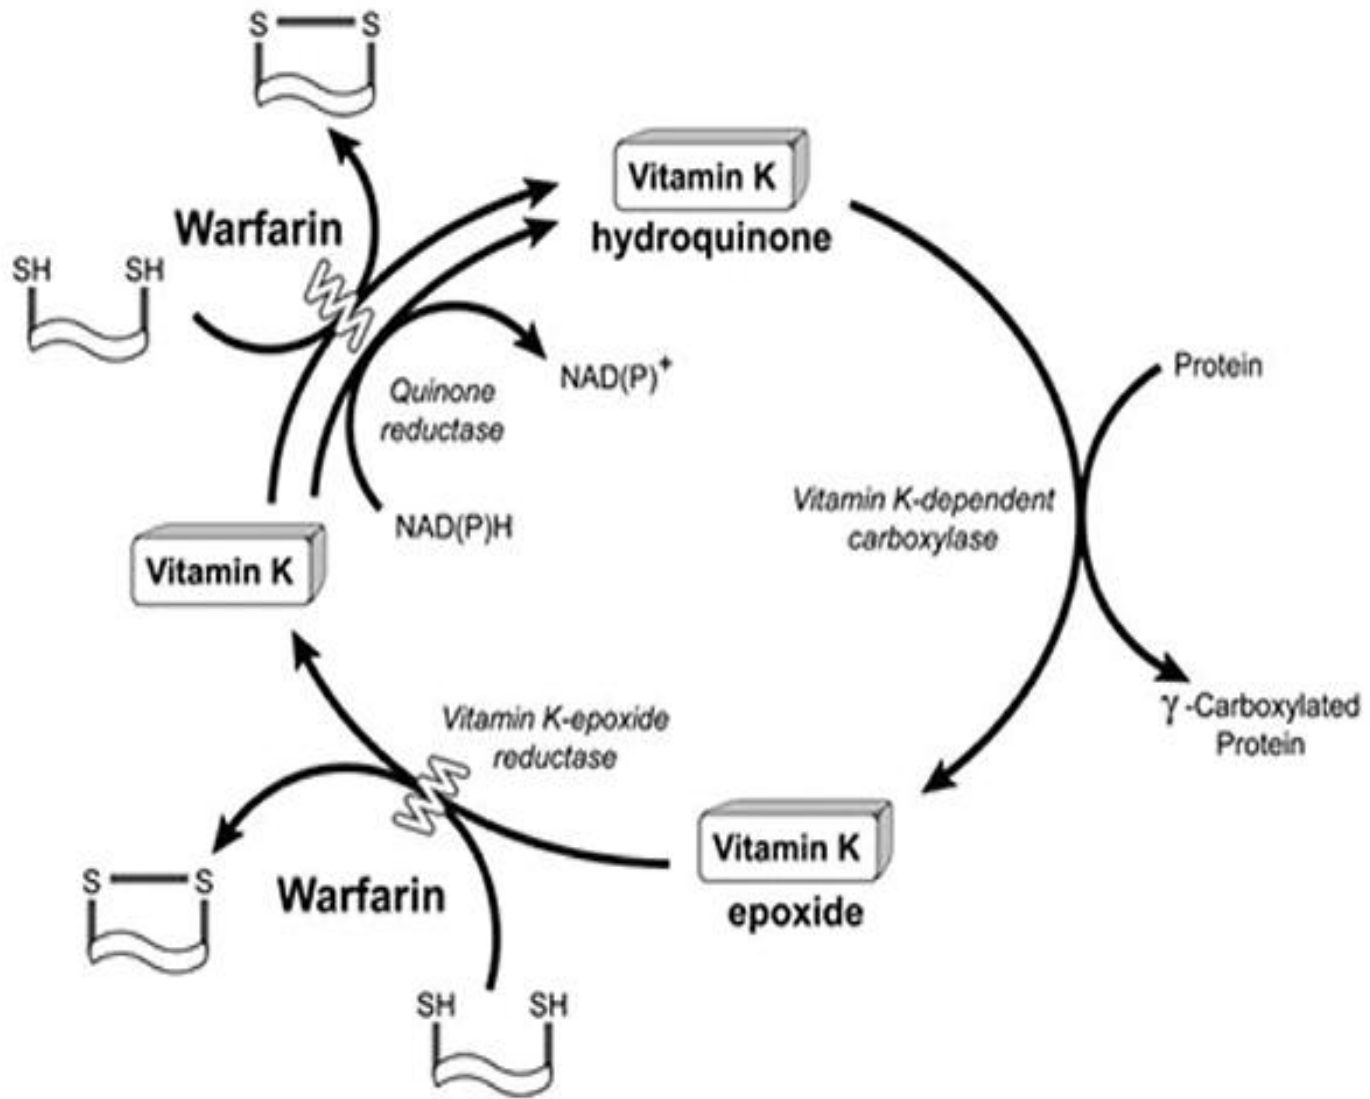 S S
Vitamin K
hydroquinone
Warfarin
SH SH
NAD(P)+
Protein
Quinone
reductase
NAD(P)H
Vitamin K-dependent
carboxylase
Vitamin K
γ-Carboxylated
Protein
Vitamin K-epoxide
reductase
Vitamin K
epoxide
S S
Warfarin
SH SH